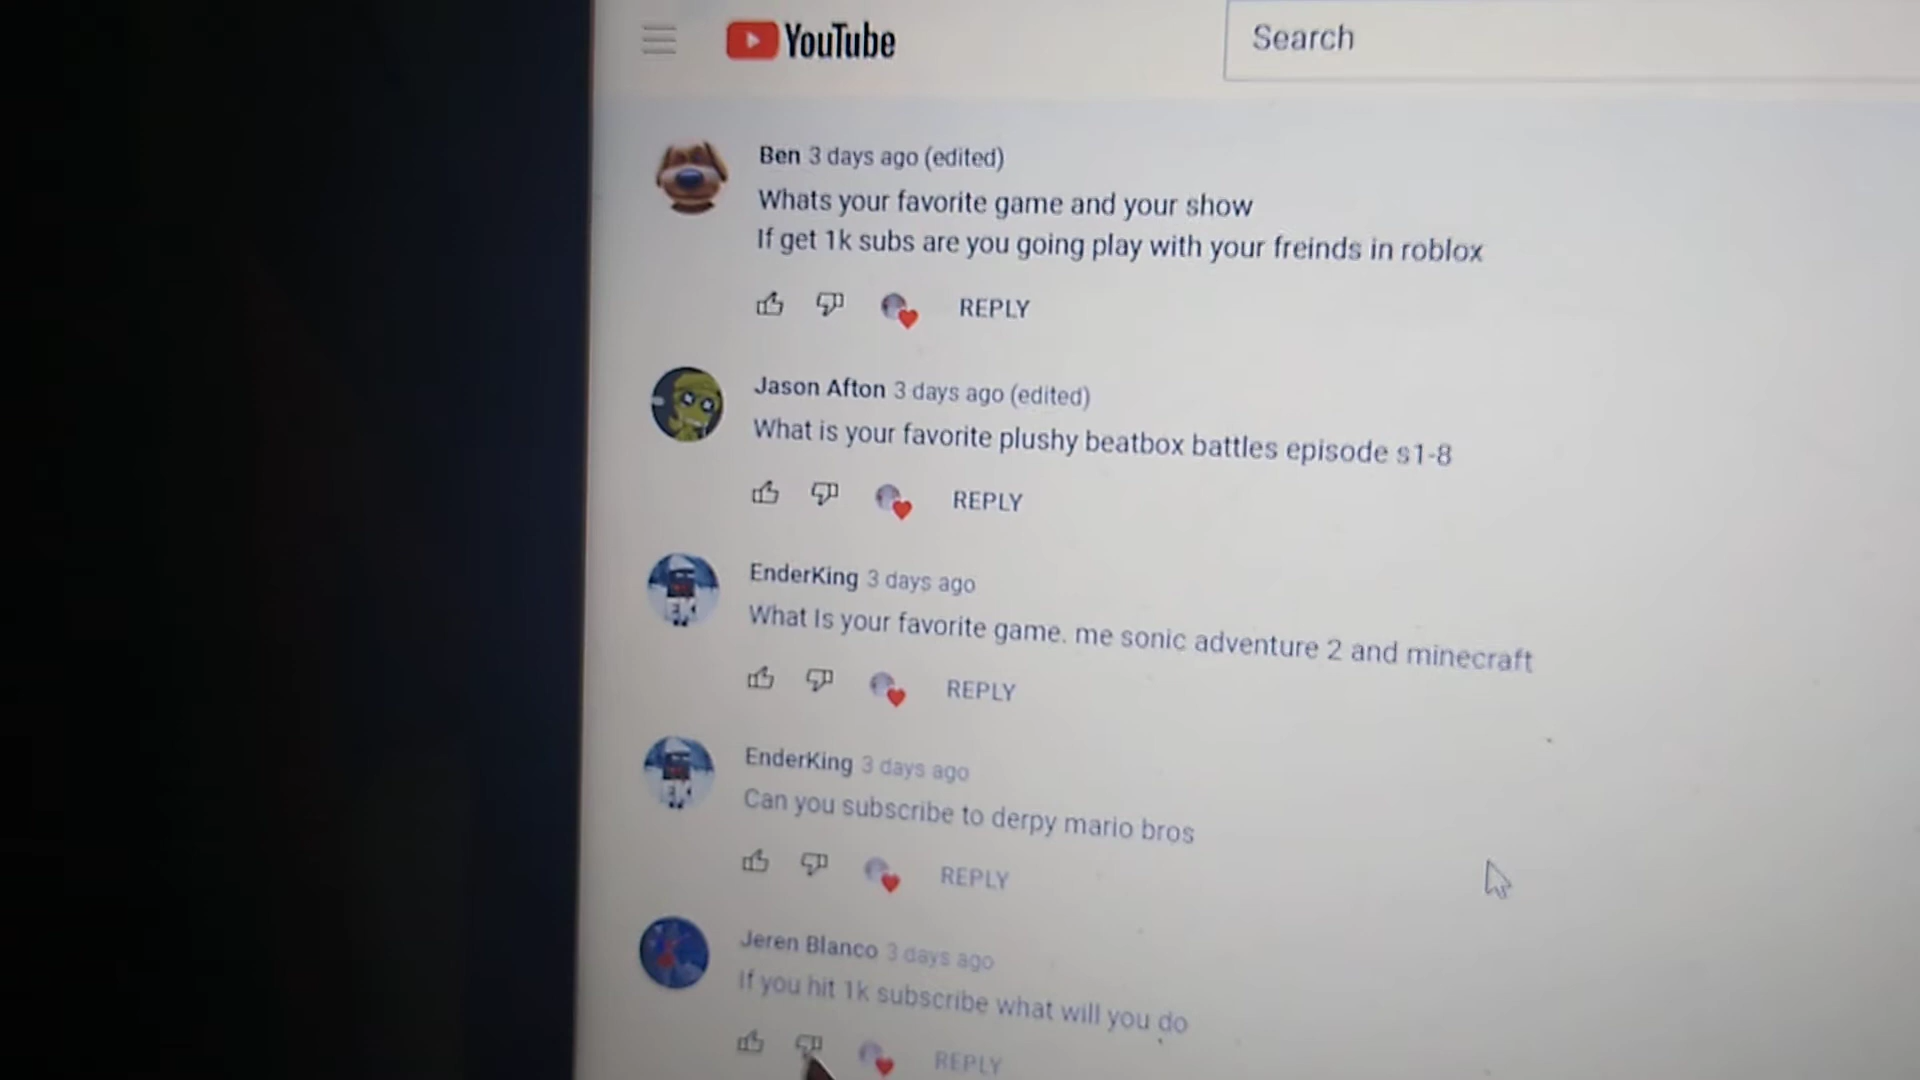 YouTube
Search
Ben 3 days ago (edited)
Whats your favorite game and your show
If get 1k subs are you going play with your freinds in roblox
REPLY
Jason Afton 3 days ago (edited)
What is your favorite plushy beatbox battles episode s1-8
REPLY
EnderKing 3 days ago
What Is your favorite game. me sonic adventure 2 and minecraft
REPLY
EnderKing 3 days ago
Can you subscribe to derpy mario bros
REPLY
Jeren Blanco 3 days ago
If you hit 1k subscribe what will you do
REPLY